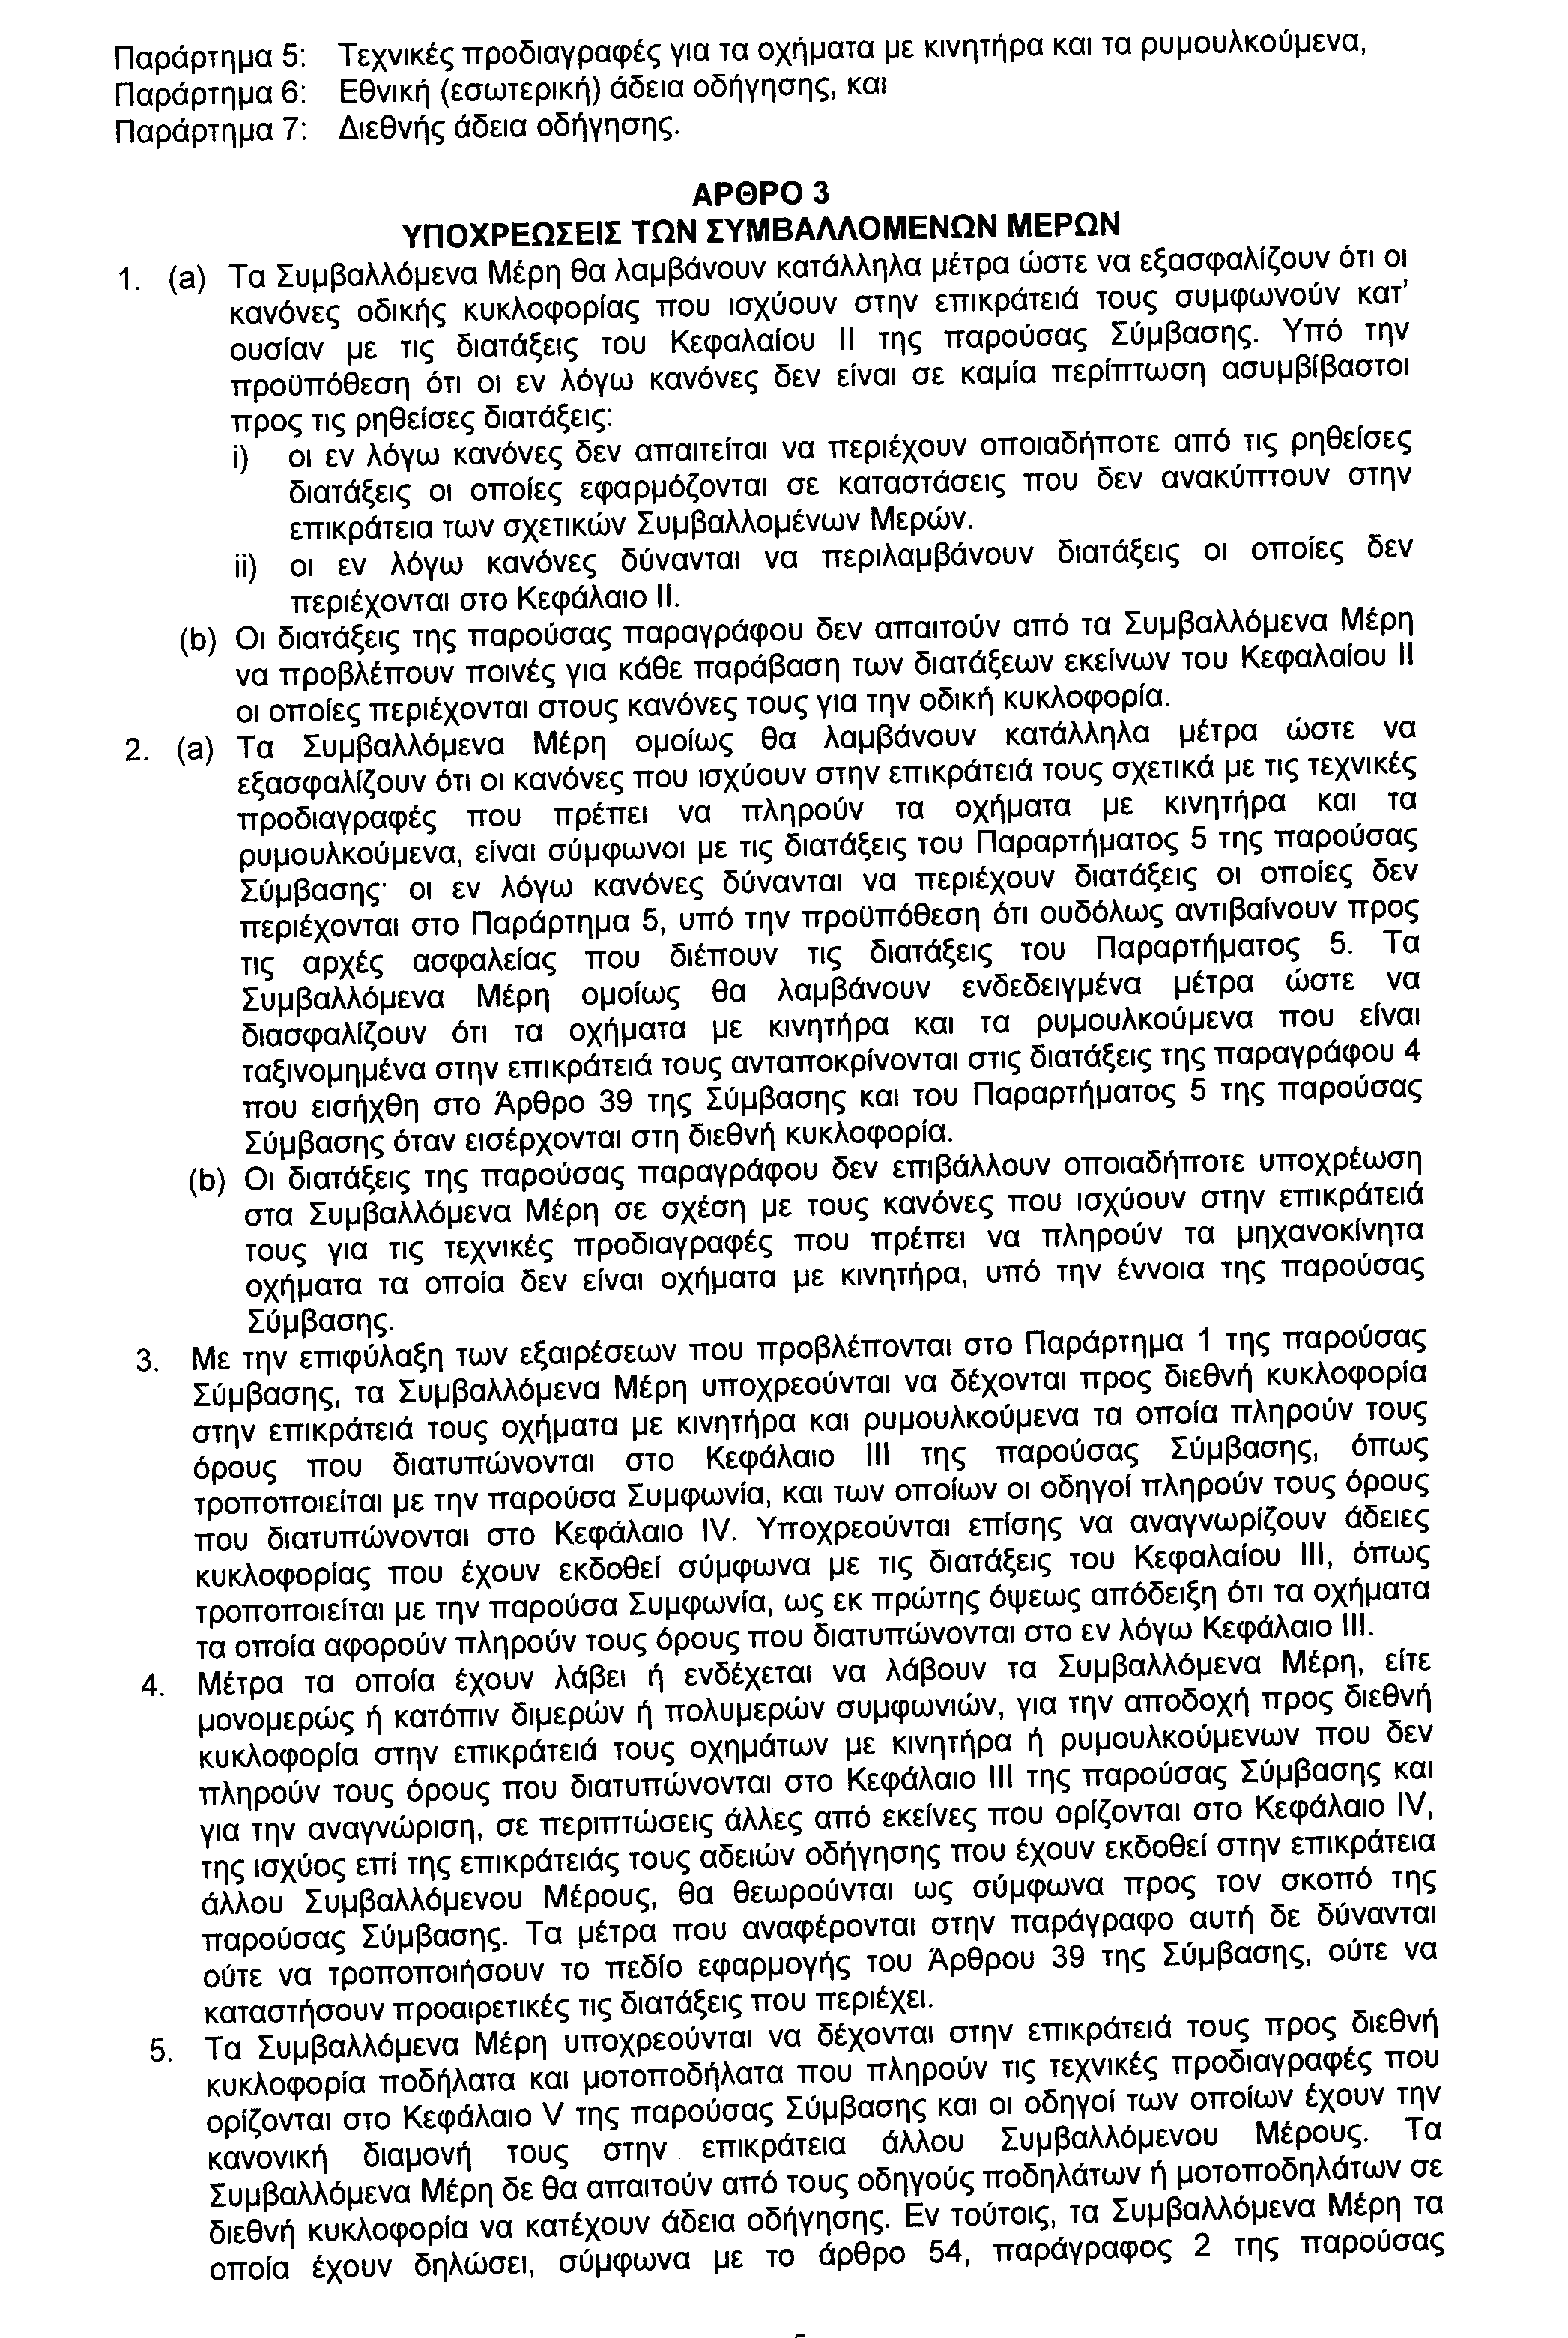 Παράρτημα 5: Τεχνικές προδιαγραφές για τα οχήματα με κινητήρα και τα ρυμουλκούμενα,
Παράρτημα 6: Εθνική (εσωτερική) άδεια οδήγησης, και
Παράρτημα 7: Διεθνής άδεια οδήγησης.
ΑΡΘΡΟ 3
ΥΠΟΧΡΕΩΣΕΙΣ ΤΩΝ ΣΥΜΒΑΛΛΟΜΕΝΩΝ ΜΕΡΩΝ
1. (a) Τα Συμβαλλόμενα Μέρη θα λαμβάνουν κατάλληλα μέτρα ώστε να εξασφαλίζουν ότι οι
κανόνες οδικής κυκλοφορίας που ισχύουν στην επικράτειά τους συμφωνούν κατ'
ουσίαν με τις διατάξεις του Κεφαλαίου ΙΙ της παρούσας Σύμβασης. Υπό την
προϋπόθεση ότι οι εν λόγω κανόνες δεν είναι σε καμία περίπτωση ασυμβίβαστοι
προς τις ρηθείσες διατάξεις:
i) οι εν λόγω κανόνες δεν απαιτείται να περιέχουν οποιαδήποτε από τις ρηθείσες
διατάξεις οι οποίες εφαρμόζονται σε καταστάσεις που δεν ανακύπτουν στην
επικράτεια των σχετικών Συμβαλλομένων Μερών.
ii) οι εν λόγω κανόνες δύνανται να περιλαμβάνουν διατάξεις οι οποίες δεν
περιέχονται στο Κεφάλαιο ΙΙ.
(b) Οι διατάξεις της παρούσας παραγράφου δεν απαιτούν από τα Συμβαλλόμενα Μέρη
να προβλέπουν ποινές για κάθε παράβαση των διατάξεων εκείνων του Κεφαλαίου ΙΙ
οι οποίες περιέχονται στους κανόνες τους για την οδική κυκλοφορία.
2. (a) Τα Συμβαλλόμενα Μέρη ομοίως θα λαμβάνουν κατάλληλα μέτρα ώστε να
εξασφαλίζουν ότι οι κανόνες που ισχύουν στην επικράτειά τους σχετικά με τις τεχνικές
προδιαγραφές που πρέπει να πληρούν τα οχήματα με κινητήρα και τα
ρυμουλκούμενα, είναι σύμφωνοι με τις διατάξεις του Παραρτήματος 5 της παρούσας
Σύμβασης· οι εν λόγω κανόνες δύνανται να περιέχουν διατάξεις οι οποίες δεν
περιέχονται στο Παράρτημα 5, υπό την προϋπόθεση ότι ουδόλως αντιβαίνουν προς
τις αρχές ασφαλείας που διέπουν τις διατάξεις του Παραρτήματος 5. Τα
Συμβαλλόμενα Μέρη ομοίως θα λαμβάνουν ενδεδειγμένα μέτρα ώστε να
διασφαλίζουν ότι τα οχήματα με κινητήρα και τα ρυμουλκούμενα που είναι
ταξινομημένα στην επικράτειά τους ανταποκρίνονται στις διατάξεις της παραγράφου 4
που εισήχθη στο Άρθρο 39 της Σύμβασης και του Παραρτήματος 5 της παρούσας
Σύμβασης όταν εισέρχονται στη διεθνή κυκλοφορία.
(b) Οι διατάξεις της παρούσας παραγράφου δεν επιβάλλουν οποιαδήποτε υποχρέωση
στα Συμβαλλόμενα Μέρη σε σχέση με τους κανόνες που ισχύουν στην επικράτειά
τους για τις τεχνικές προδιαγραφές που πρέπει να πληρούν τα μηχανοκίνητα
οχήματα τα οποία δεν είναι οχήματα με κινητήρα, υπό την έννοια της παρούσας
Σύμβασης.
3. Με την επιφύλαξη των εξαιρέσεων που προβλέπονται στο Παράρτημα 1 της παρούσας
Σύμβασης, τα Συμβαλλόμενα Μέρη υποχρεούνται να δέχονται προς διεθνή κυκλοφορία
στην επικράτειά τους οχήματα με κινητήρα και ρυμουλκούμενα τα οποία πληρούν τους
όρους που διατυπώνονται στο Κεφάλαιο ΙΙΙ της παρούσας Σύμβασης, όπως
τροποποιείται με την παρούσα Συμφωνία, και των οποίων οι οδηγοί πληρούν τους όρους
που διατυπώνονται στο Κεφάλαιο IV. Υποχρεούνται επίσης να αναγνωρίζουν άδειες
κυκλοφορίας που έχουν εκδοθεί σύμφωνα με τις διατάξεις του Κεφαλαίου ΙΙΙ, όπως
τροποποιείται με την παρούσα Συμφωνία, ως εκ πρώτης όψεως απόδειξη ότι τα οχήματα
τα οποία αφορούν πληρούν τους όρους που διατυπώνονται στο εν λόγω Κεφάλαιο ΙΙΙ.
4. Μέτρα τα οποία έχουν λάβει ή ενδέχεται να λάβουν τα Συμβαλλόμενα Μέρη, είτε
μονομερώς ή κατόπιν διμερών ή πολυμερών συμφωνιών, για την αποδοχή προς διεθνή
κυκλοφορία στην επικράτειά τους οχημάτων με κινητήρα ή ρυμουλκούμενων που δεν
πληρούν τους όρους που διατυπώνονται στο Κεφάλαιο ΙΙΙ της παρούσας Σύμβασης και
για την αναγνώριση, σε περιπτώσεις άλλες από εκείνες που ορίζονται στο Κεφάλαιο IV,
της ισχύος επί της επικράτειάς τους αδειών οδήγησης που έχουν εκδοθεί στην επικράτεια
άλλου Συμβαλλόμενου Μέρους, θα θεωρούνται ως σύμφωνα προς τον σκοπό της
παρούσας Σύμβασης. Τα μέτρα που αναφέρονται στην παράγραφο αυτή δε δύνανται
ούτε να τροποποιήσουν το πεδίο εφαρμογής του Άρθρου 39 της Σύμβασης, ούτε να
καταστήσουν προαιρετικές τις διατάξεις που περιέχει.
5. Τα Συμβαλλόμενα Μέρη υποχρεούνται να δέχονται στην επικράτειά τους προς διεθνή
κυκλοφορία ποδήλατα και μοτοποδήλατα που πληρούν τις τεχνικές προδιαγραφές που
ορίζονται στο Κεφάλαιο V της παρούσας Σύμβασης και οι οδηγοί των οποίων έχουν την
κανονική διαμονή τους στην επικράτεια άλλου Συμβαλλόμενου Μέρους. Τα
Συμβαλλόμενα Μέρη δε θα απαιτούν από τους οδηγούς ποδηλάτων ή μοτοποδηλάτων σε
διεθνή κυκλοφορία να κατέχουν άδεια οδήγησης. Εν τούτοις, τα Συμβαλλόμενα Μέρη τα
οποία έχουν δηλώσει, σύμφωνα με το άρθρο 54, παράγραφος 2 της παρούσας